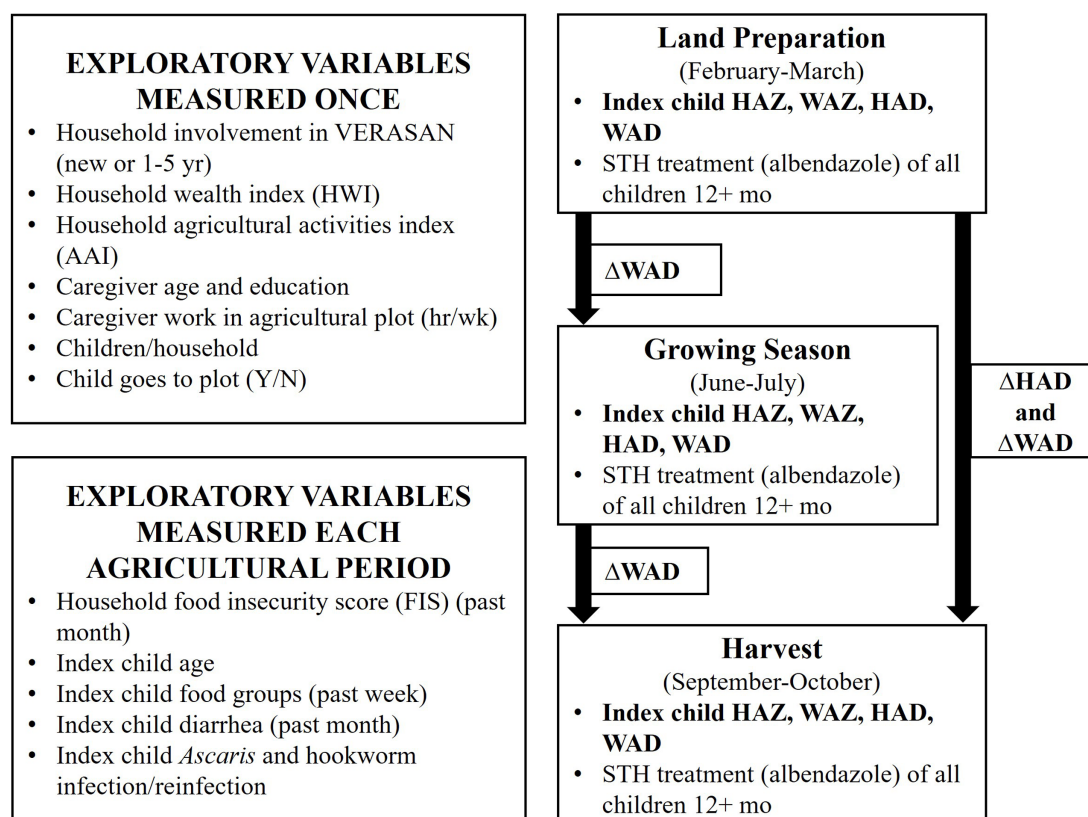 EXPLORATORY VARIABLES
MEASURED ONCE
• Household involvement in VERASAN
(new or 1-5 yr)
• Household wealth index (HWI)
• Household agricultural activities index
(AAI)
• Caregiver age and education
• Caregiver work in agricultural plot (hr/wk)
• Children/household
• Child goes to plot (Y/N)
EXPLORATORY VARIABLES
MEASURED EACH
AGRICULTURAL PERIOD
• Household food insecurity score (FIS) (past
month)
• Index child age
• Index child food groups (past week)
• Index child diarrhea (past month)
• Index child Ascaris and hookworm
infection/reinfection
Land Preparation
(February-March)
• Index child HAZ, WAZ, HAD,
WAD
• STH treatment (albendazole) of all
children 12+ mo
∆WAD
Growing Season
(June-July)
• Index child HAZ, WAZ,
HAD, WAD
• STH treatment (albendazole)
of all children 12+ mo
∆HAD
and
∆WAD
∆WAD
Harvest
(September-October)
• Index child HAZ, WAZ, HAD,
WAD
• STH treatment (albendazole) of all
children 12+ mo